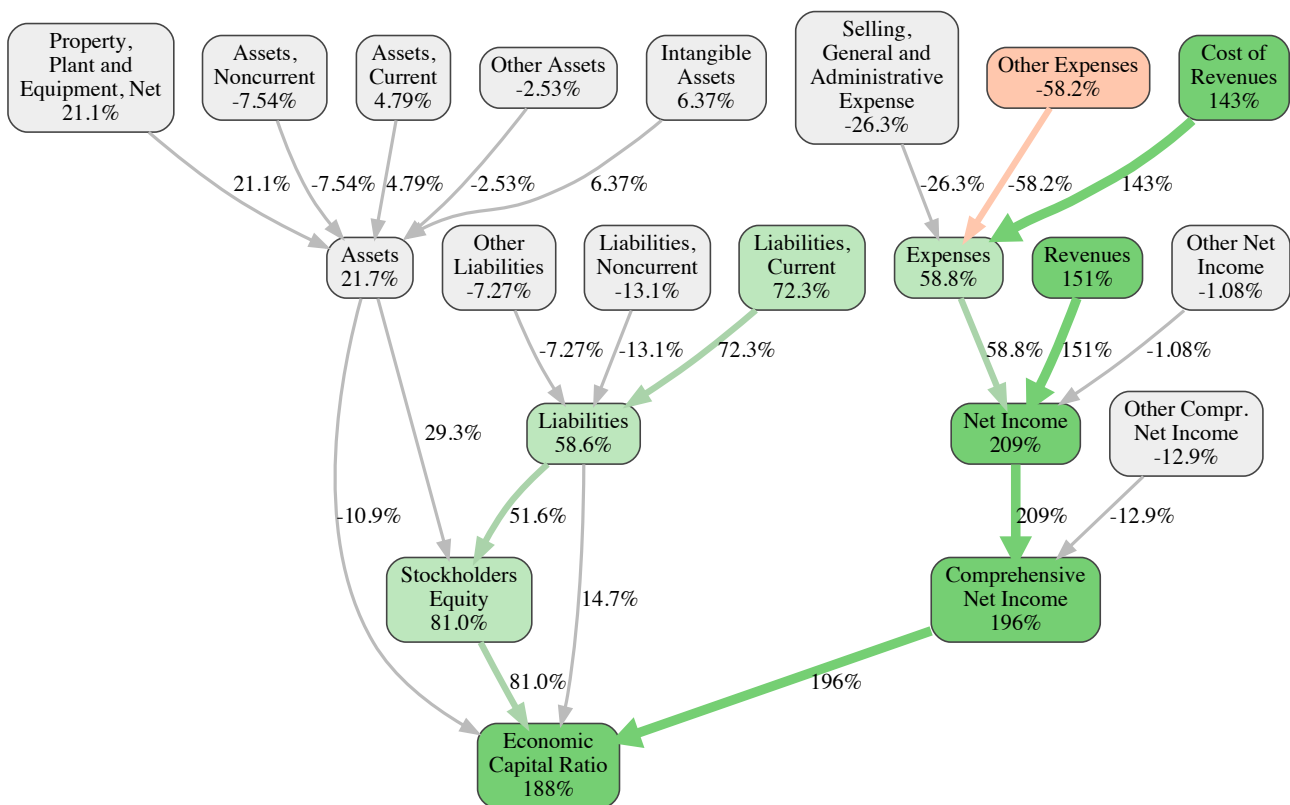 Property,
Plant and
Equipment, Net
21.1%
Assets,
Noncurrent
-7.54%
Assets,
Current
4.79%
Other Assets
-2.53%
Intangible
Assets
6.37%
Selling,
General and
Administrative
Expense
-26.3%
Other Expenses
-58.2%
Cost of
Revenues
143%
21.1%
-7.54%
4.79%
-2.53%
6.37%
-26.3%
-58.2%
143%
Assets
21.7%
Other
Liabilities
-7.27%
Liabilities,
Noncurrent
-13.1%
Liabilities,
Current
72.3%
Expenses
58.8%
Revenues
151%
Other Net
Income
-1.08%
-7.27%
-13.1%
72.3%
58.8%
151%
-1.08%
29.3%
Liabilities
58.6%
Net Income
209%
Other Compr.
Net Income
-12.9%
-10.9%
51.6%
209%
-12.9%
Stockholders
Equity
81.0%
14.7%
Comprehensive
Net Income
196%
81.0%
196%
Economic
Capital Ratio
188%